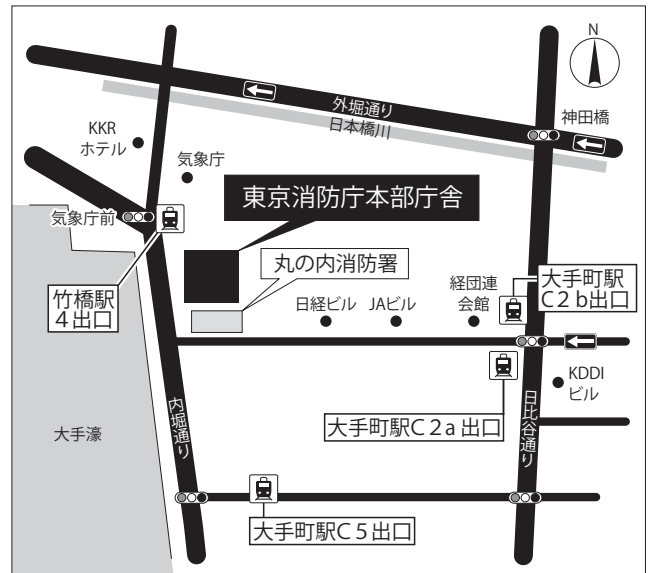 N
外堀通り
日本橋川
神田橋
KKR
ホテル
気象庁
東京消防庁本部庁舎
気象庁前
丸の内消防署
竹橋駅
4出口
日経ビル
JAビル
経団連
会館
大手町駅
C2b出口
KDDI
ビル
内堀通り
大手町駅C2a出口
日比谷通り
大手濠
大手町駅C5出口